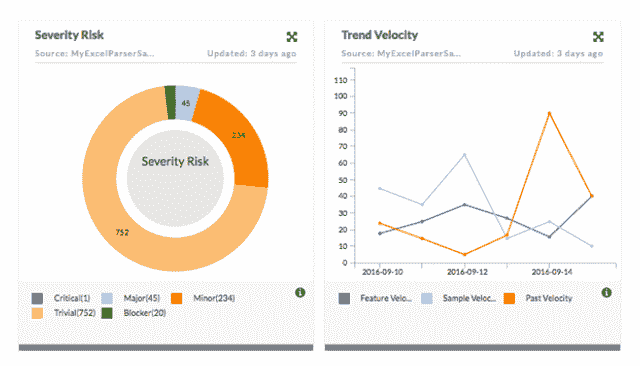 Severity Risk
Source: MyExcelParserSa...
Updated: 3 days ago
45
234
Severity Risk
752
Critical(1)
Major(45)
Minor(234)
Trivial(752)
Blocker(20)
Trend Velocity
Source: MyExcelParserSa...
Updated: 3 days ago
110
100
90
80
70
60
50
40
30
20
10
0
2016-09-10
2016-09-12
2016-09-14
Feature Velo...
Sample Veloc...
Past Velocity